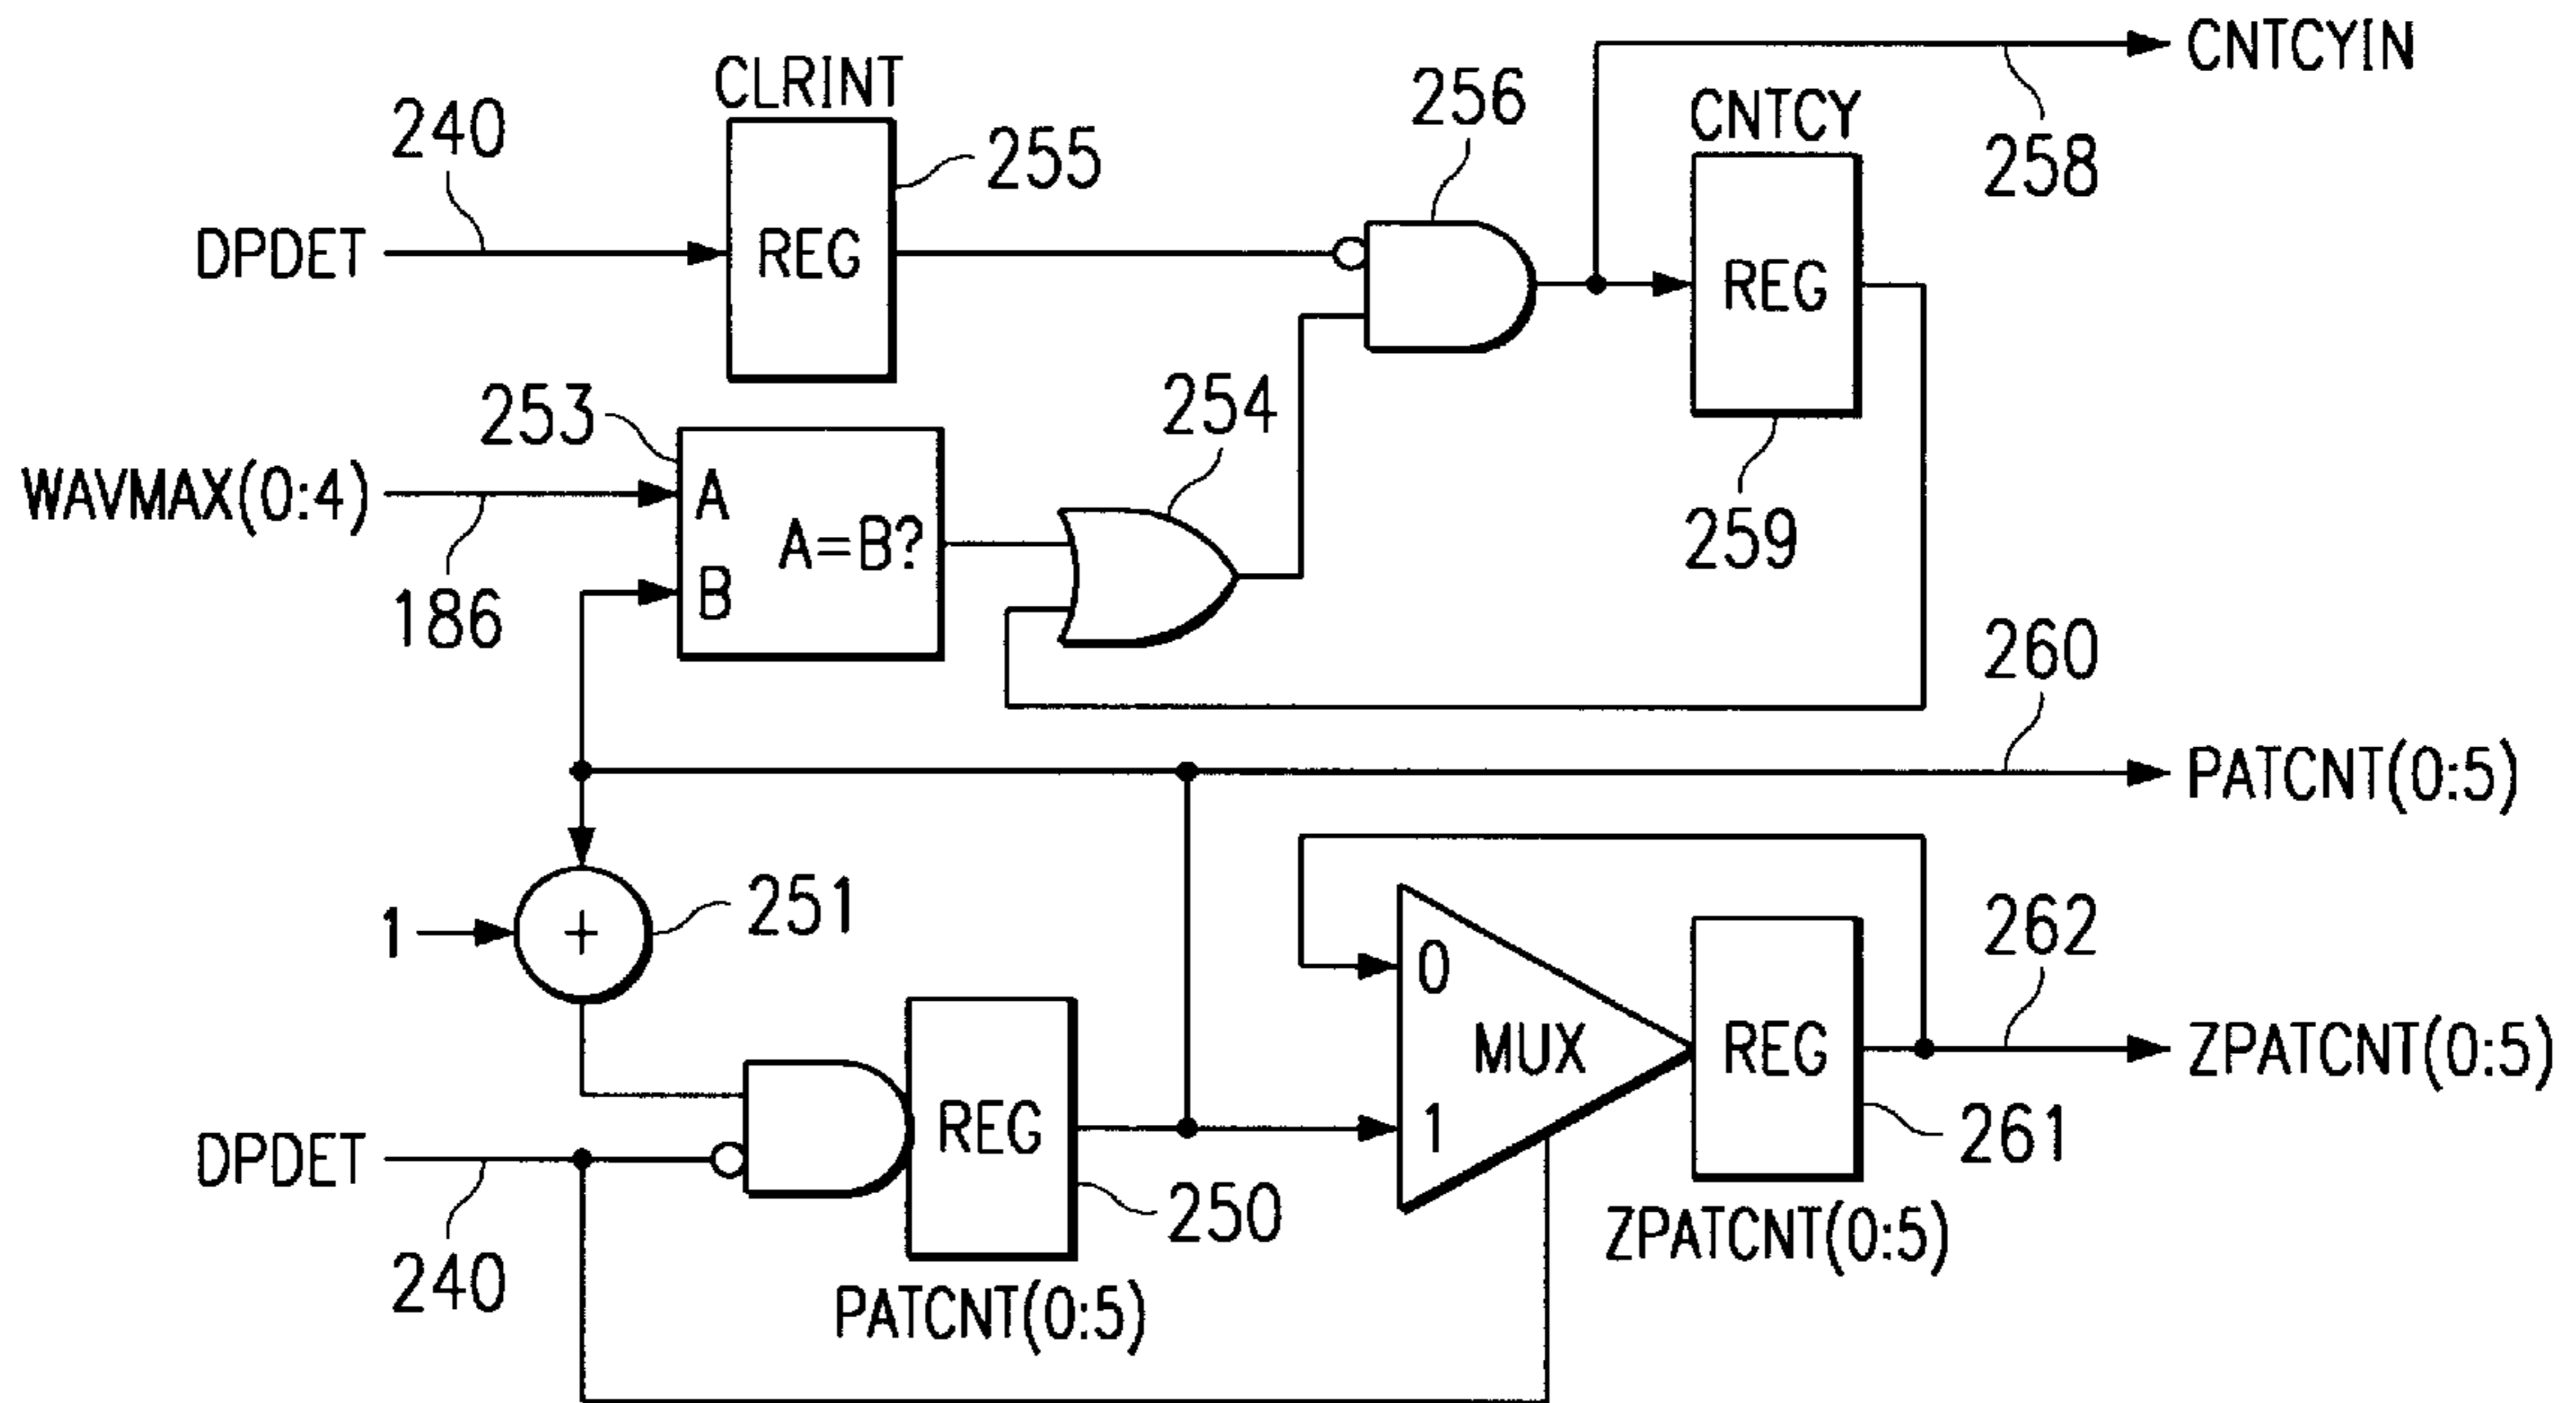 CNTCYIN
CLRINT
256
CNTCY
240
255
258
DPDET
REG
REG
253
254
WAVMAX(0:4)
A
A=B?
259
186
B
260
PATCNT(0:5)
1
+
251
0
262
MUX
REG
ZPATCNT(0:5)
DPDET
REG
1
261
240
250
ZPATCNT(0:5)
PATCNT(0:5)